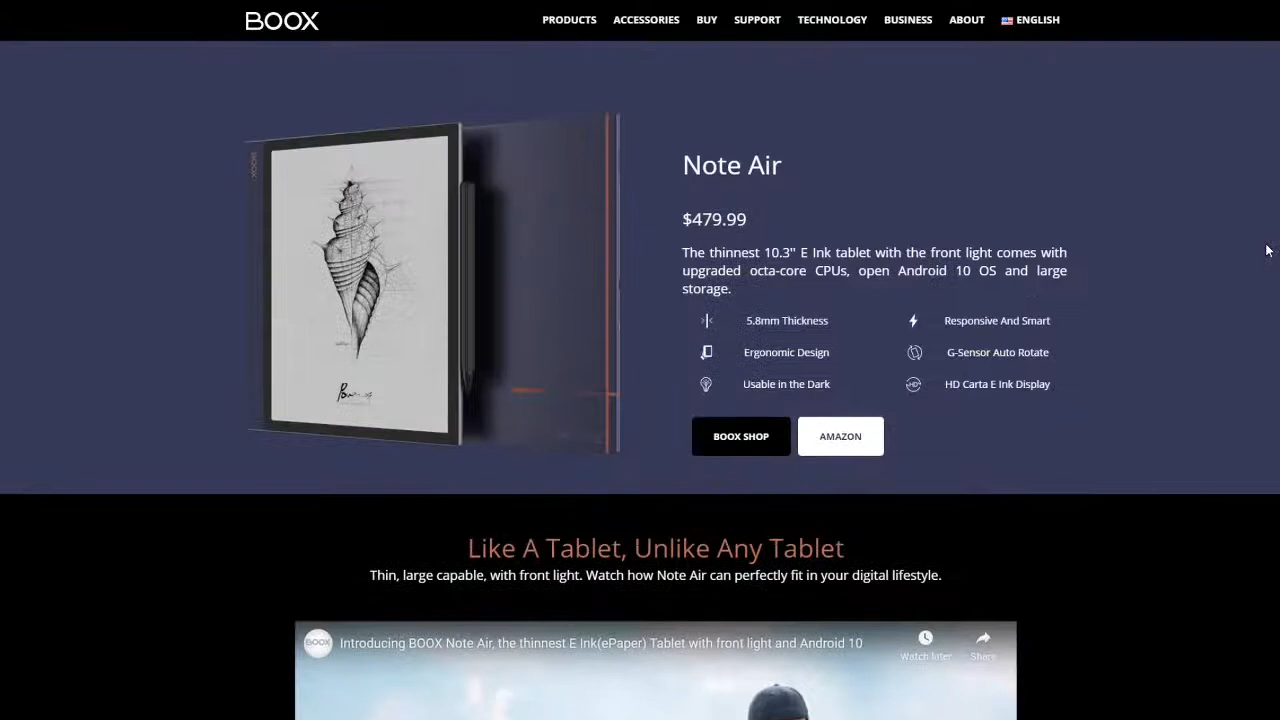 BOOX
PRODUCTS ACCESSORIES BUY SUPPORT TECHNOLOGY BUSINESS ABOUT ENGLISH
BOOX
Note Air
$479.99
The thinnest 10.3" E Ink tablet with the front light comes with
upgraded octa-core CPUs, open Android 10 OS and large
storage.
5.8mm Thickness
Responsive And Smart
Ergonomic Design
G-Sensor Auto Rotate
Usable in the Dark
HD
HD Carta E Ink Display
BOOX SHOP
AMAZON
Like A Tablet, Unlike Any Tablet
Thin, large capable, with front light. Watch how Note Air can perfectly fit in your digital lifestyle.
BOOX
Introducing BOOX Note Air, the thinnest E Ink(ePaper) Tablet with front light and Android 10
Watch later
Share